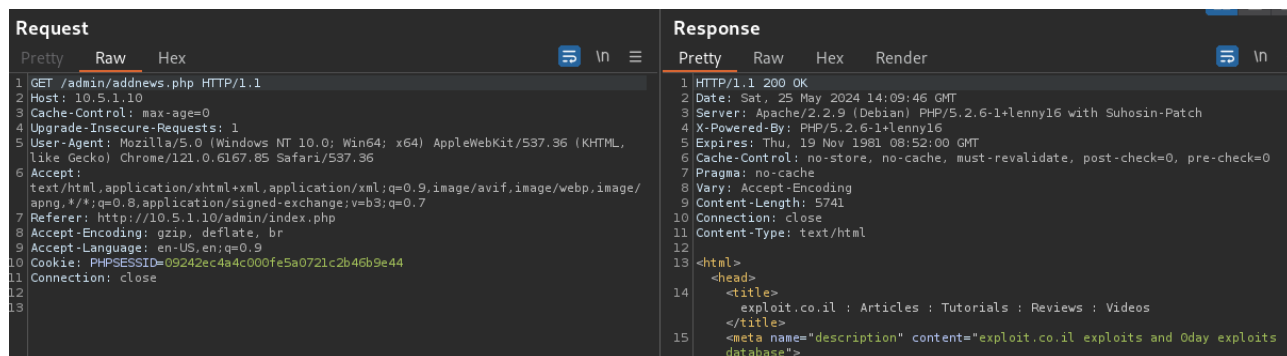 Request
Pretty Raw Hex \n
1 GET /admin/addnews.php HTTP/1.1
2 Host: 10.5.1.10
3 Cache-Control: max-age=0
4 Upgrade-Insecure-Requests: 1
5 User-Agent: Mozilla/5.0 (Windows NT 10.0; Win64; x64) AppleWebKit/537.36 (KHTML,
like Gecko) Chrome/121.0.6167.85 Safari/537.36
6 Accept:
text/html,application/xhtml+xml,application/xml;q=0.9,image/avif,image/webp,image/
apng,*/*;q=0.8,application/signed-exchange;v=b3;q=0.7
7 Referer: http://10.5.1.10/admin/index.php
8 Accept-Encoding: gzip, deflate, br
9 Accept-Language: en-US,en;q=0.9
10 Cookie: PHPSESSID=09242ec4a4c000fe5a0721c2b46b9e44
11 Connection: close
12
13
Response
Pretty Raw Hex Render \n
1 HTTP/1.1 200 OK
2 Date: Sat, 25 May 2024 14:09:46 GMT
3 Server: Apache/2.2.9 (Debian) PHP/5.2.6-1+lenny16 with Suhosin-Patch
4 X-Powered-By: PHP/5.2.6-1+lenny16
5 Expires: Thu, 19 Nov 1981 08:52:00 GMT
6 Cache-Control: no-store, no-cache, must-revalidate, post-check=0, pre-check=0
7 Pragma: no-cache
8 Vary: Accept-Encoding
9 Content-Length: 5741
10 Connection: close
11 Content-Type: text/html
12
13 <html>
<head>
14 <title>
exploit.co.il : Articles : Tutorials : Reviews : Videos
</title>
15 <meta name="description" content="exploit.co.il exploits and 0day exploits
database">